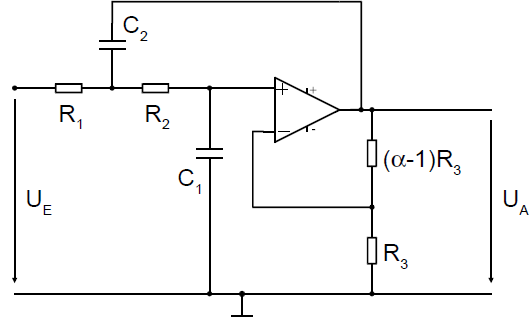 C2
R1
R2
+
+
−
-
(α-1)R3
C1
UE
UA
R3